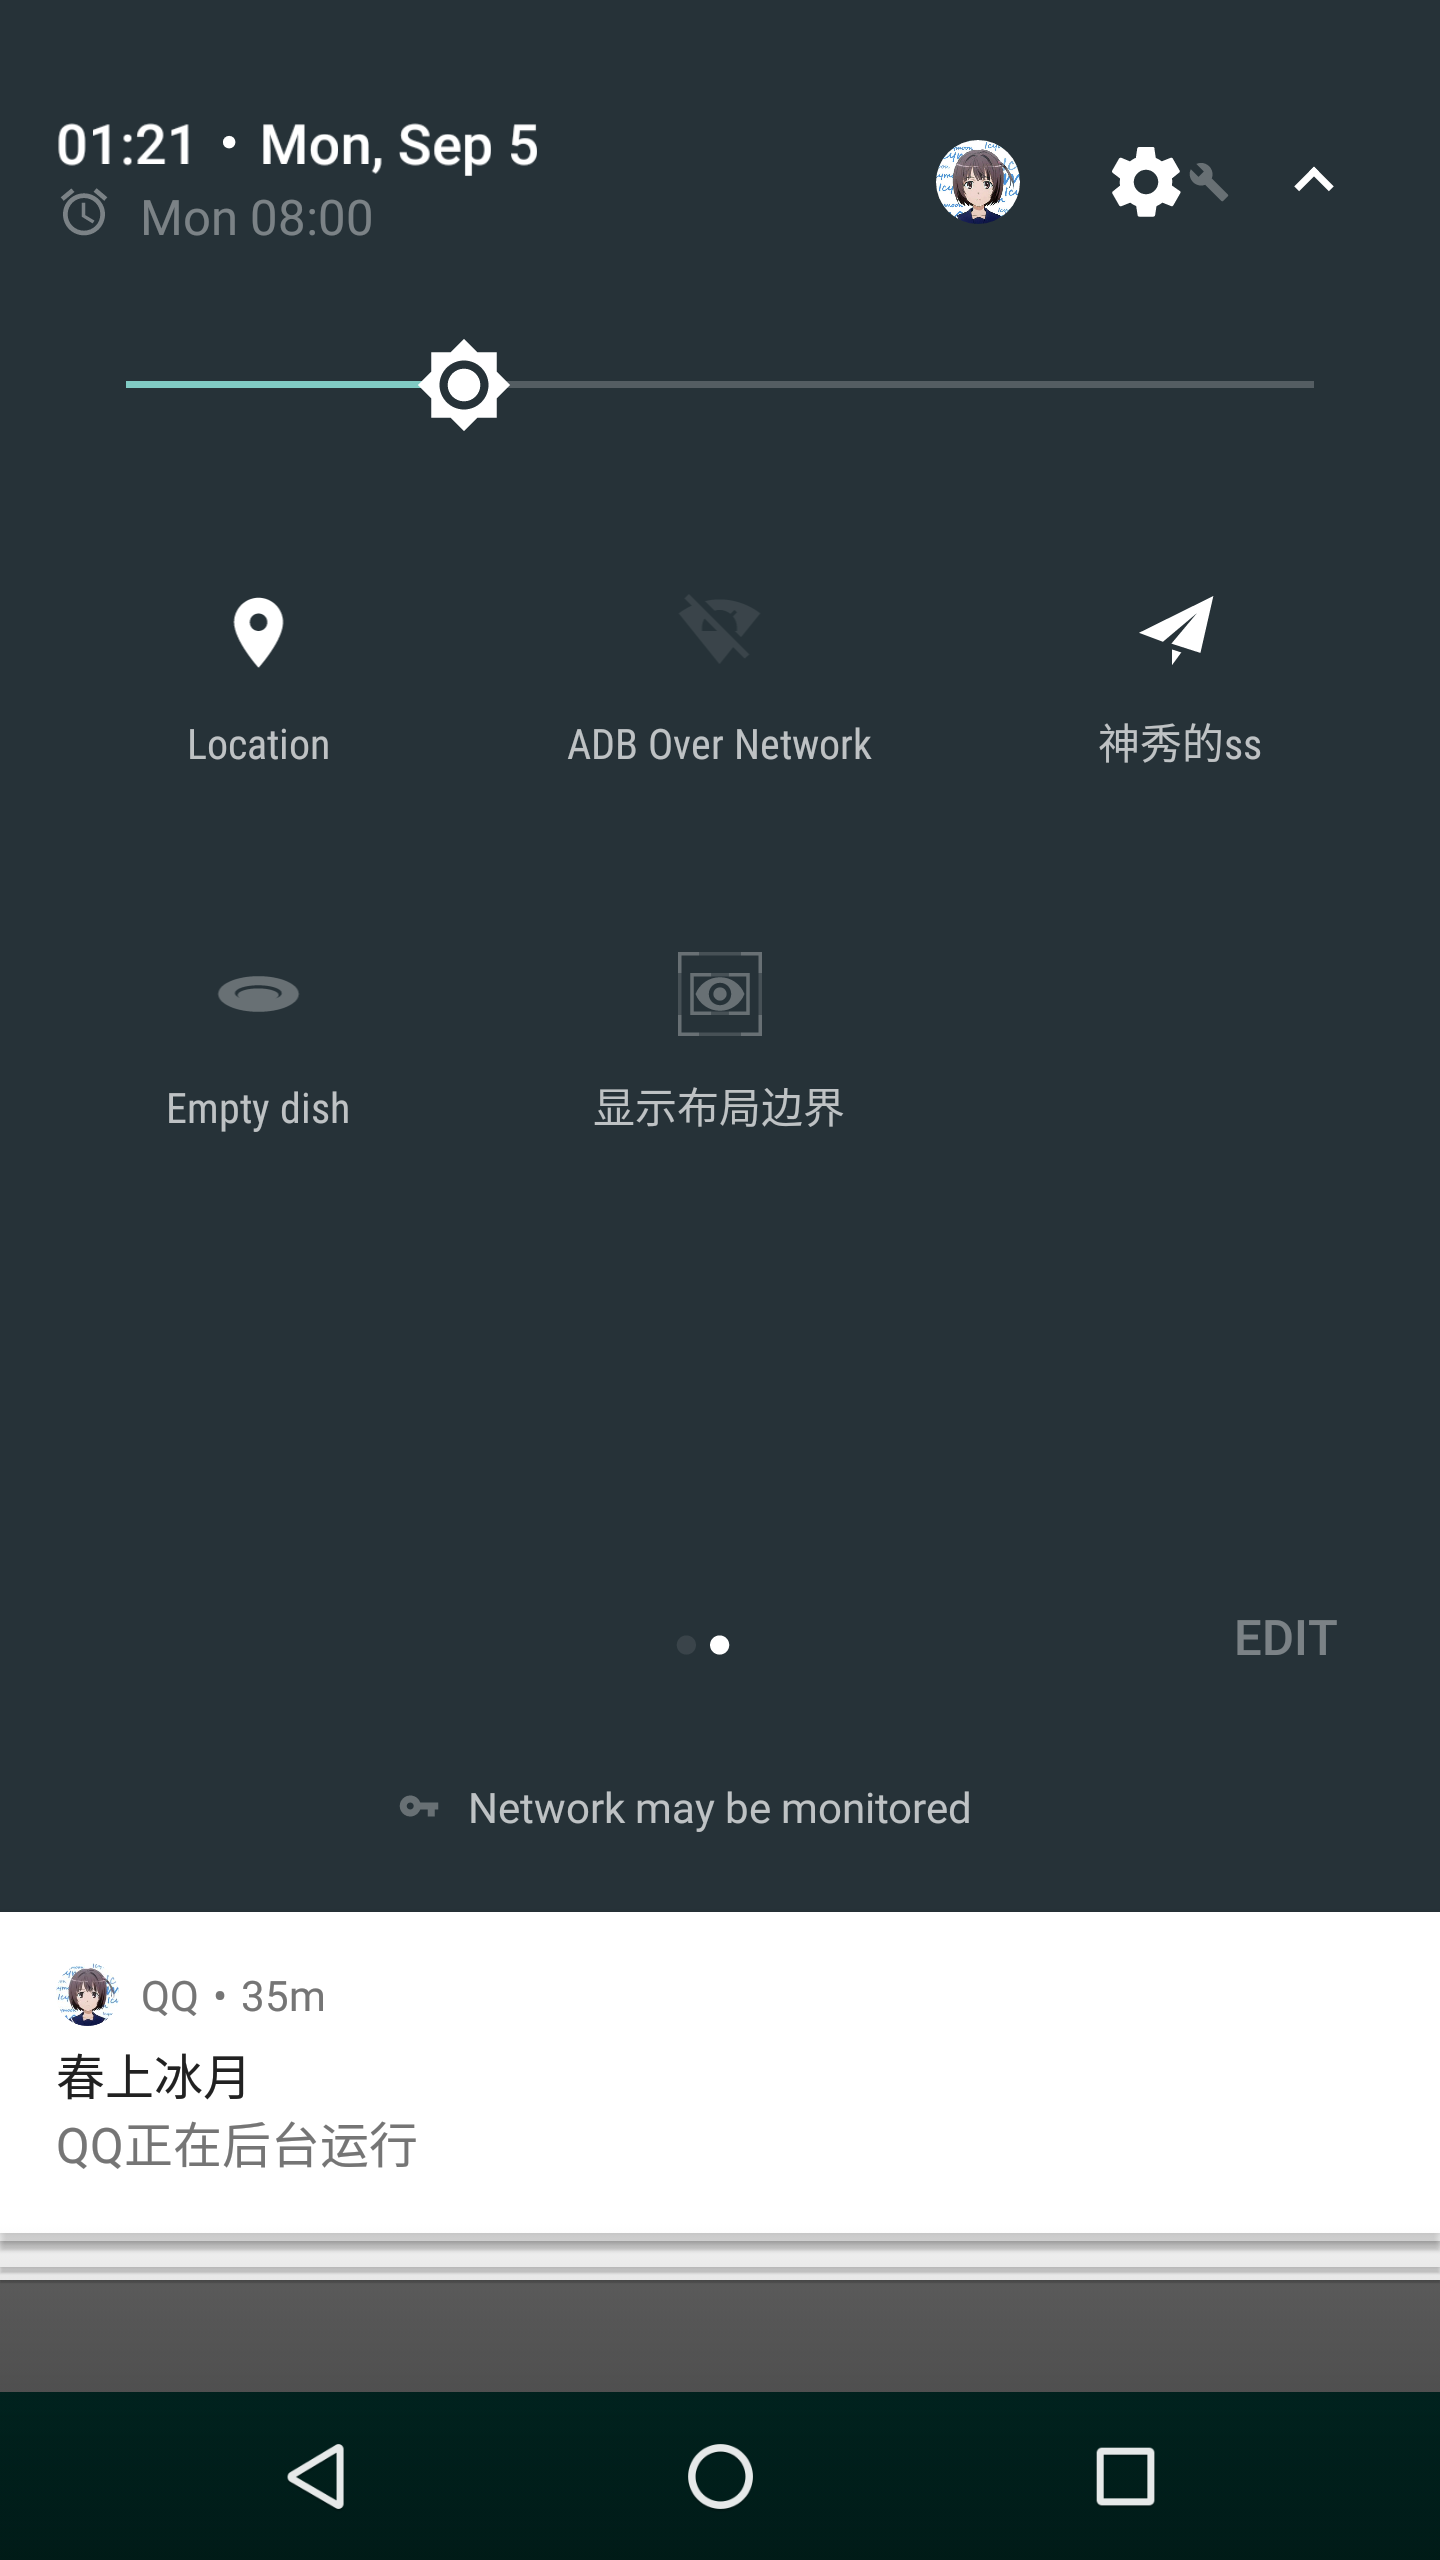 01:21 • Mon, Sep 5
Mon 08:00
Location
ADB Over Network
神秀的ss
Empty dish
显示布局边界
EDIT
Network may be monitored
QQ • 35m
春上冰月
QQ正在后台运行